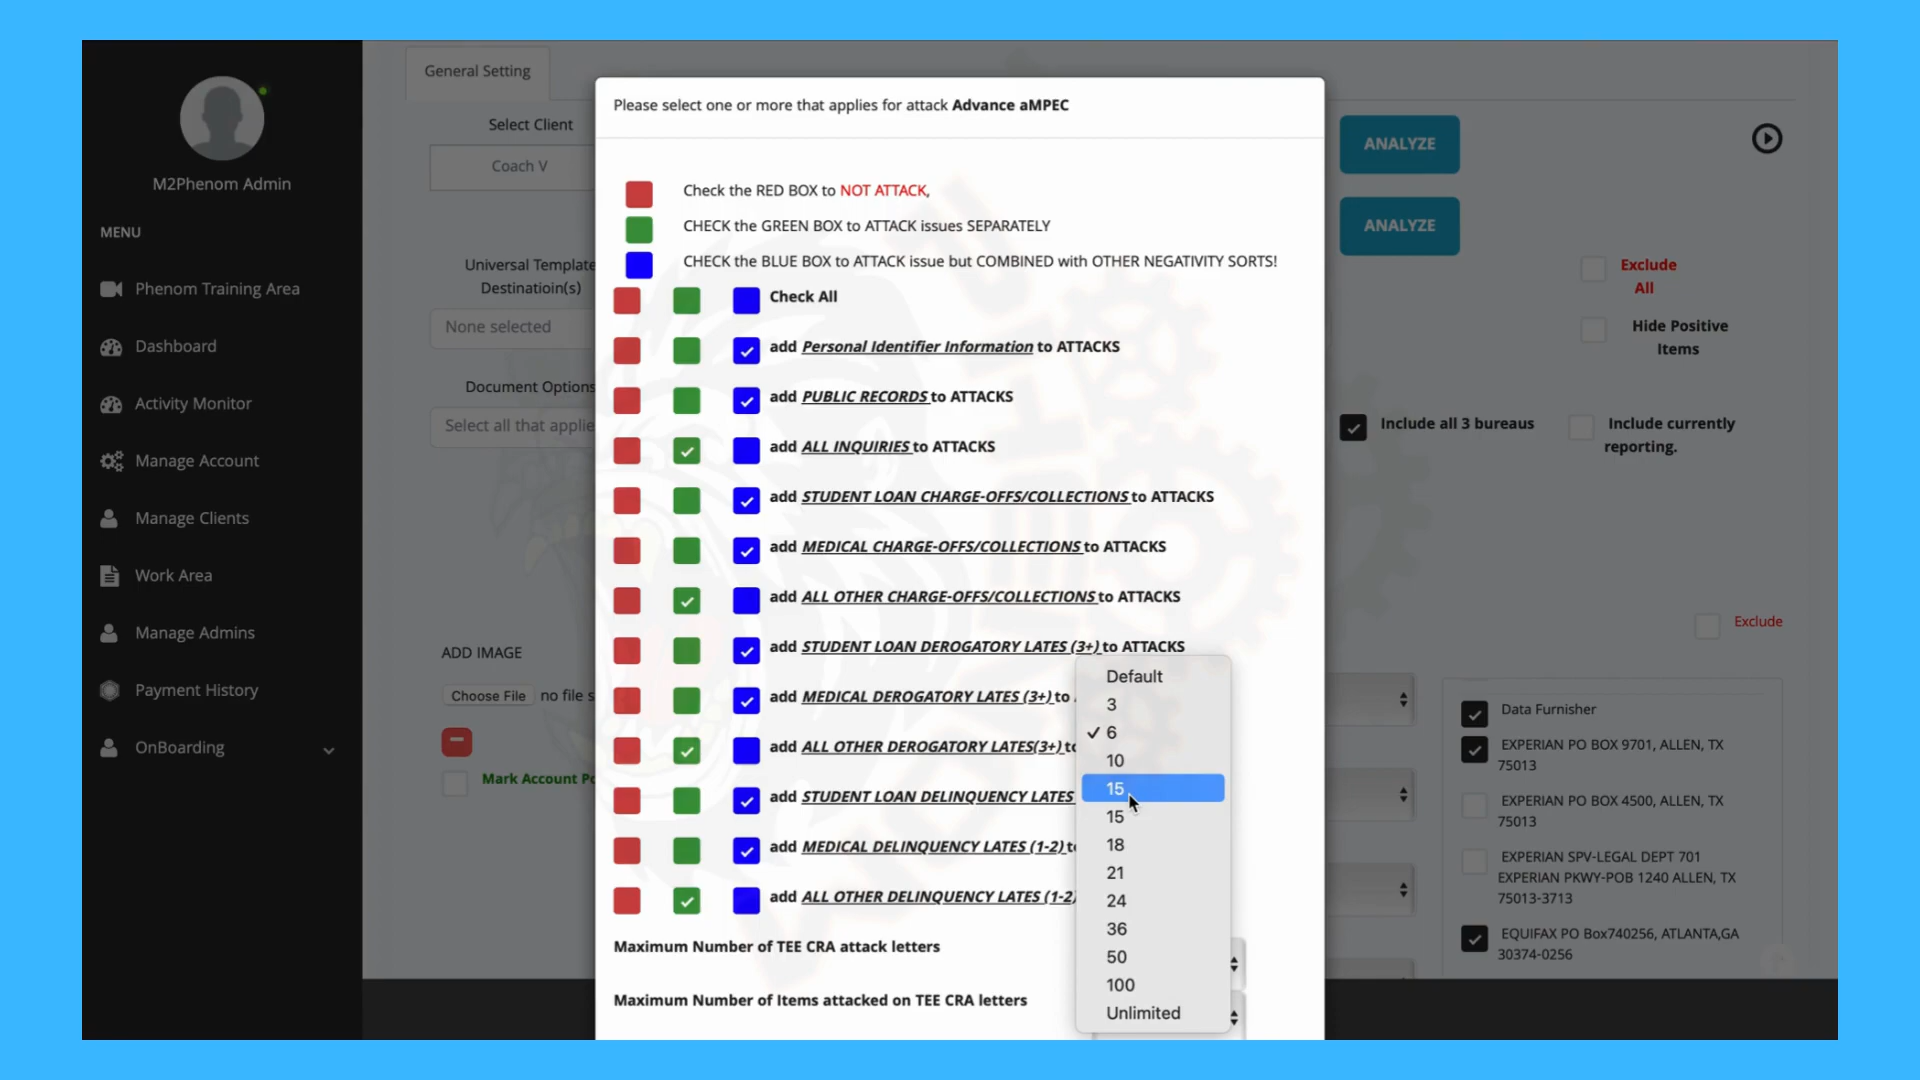 General Setting
Please select one or more that applies for attack Advance aMPEC
Select Client
Coach V
M2Phenom Admin
MENU
Phenom Training Area
Dashboard
Activity Monitor
Manage Account
Manage Clients
Work Area
Manage Admins
Payment History
OnBoarding
Universal Template
Destinatioin(s)
None selected
Document Options
Select all that applie
ADD IMAGE
Choose File no file s
Mark Account Po
Check the RED BOX to NOT ATTACK,
CHECK the GREEN BOX to ATTACK issues SEPARATELY
CHECK the BLUE BOX to ATTACK issue but COMBINED with OTHER NEGATIVITY SORTS!
Check All
add Personal Identifier Information to ATTACKS
add PUBLIC RECORDS to ATTACKS
add ALL INQUIRIES to ATTACKS
add STUDENT LOAN CHARGE-OFFS/COLLECTIONS to ATTACKS
add MEDICAL CHARGE-OFFS/COLLECTIONS to ATTACKS
add ALL OTHER CHARGE-OFFS/COLLECTIONS to ATTACKS
add STUDENT LOAN DEROGATORY LATES (3+) to ATTACKS
add MEDICAL DEROGATORY LATES (3+) to
add ALL OTHER DEROGATORY LATES(3+) to
add STUDENT LOAN DELINQUENCY LATES
add MEDICAL DELINQUENCY LATES (1-2) to
add ALL OTHER DELINQUENCY LATES (1-2)
Maximum Number of TEE CRA attack letters
Maximum Number of Items attacked on TEE CRA letters
Default
3
6
10
15
15
18
21
24
36
50
100
Unlimited
ANALYZE
ANALYZE
Exclude
All
Hide Positive
Items
Include all 3 bureaus
Include currently
reporting.
Exclude
Data Furnisher
EXPERIAN PO BOX 9701, ALLEN, TX
75013
EXPERIAN PO BOX 4500, ALLEN, TX
75013
EXPERIAN SPV-LEGAL DEPT 701
EXPERIAN PKWY-POB 1240 ALLEN, TX
75013-3713
EQUIFAX PO Box740256, ATLANTA,GA
30374-0256